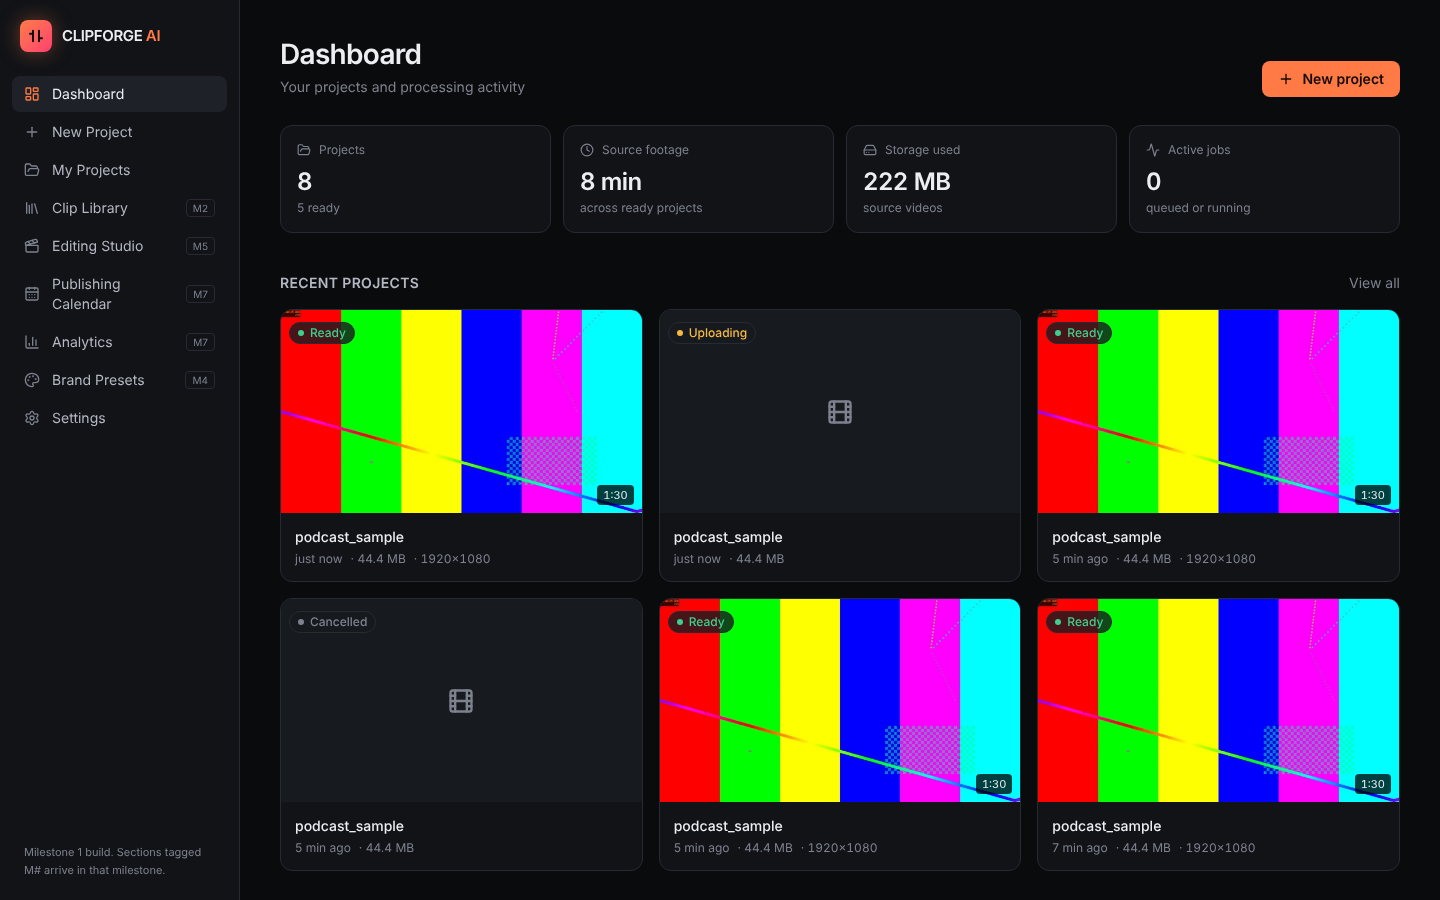 CLIPFORGE AI
Dashboard
New Project
My Projects
Clip Library M2
Editing Studio M5
Publishing
Calendar M7
Analytics M7
Brand Presets M4
Settings
Milestone 1 build. Sections tagged
M# arrive in that milestone.
Dashboard
Your projects and processing activity
New project
Projects
8
5 ready
Source footage
8 min
across ready projects
Storage used
222 MB
source videos
Active jobs
0
queued or running
RECENT PROJECTS
View all
Ready
1:30
podcast_sample
just now · 44.4 MB · 1920×1080
Uploading
podcast_sample
just now · 44.4 MB
Ready
1:30
podcast_sample
5 min ago · 44.4 MB · 1920×1080
Cancelled
podcast_sample
5 min ago · 44.4 MB
Ready
1:30
podcast_sample
5 min ago · 44.4 MB · 1920×1080
Ready
1:30
podcast_sample
7 min ago · 44.4 MB · 1920×1080